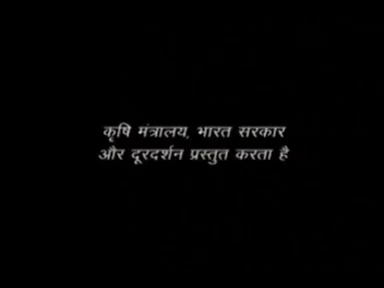 कृषि मंत्रालय, भारत सरकार
और दूरदर्शन प्रस्तुत करता है